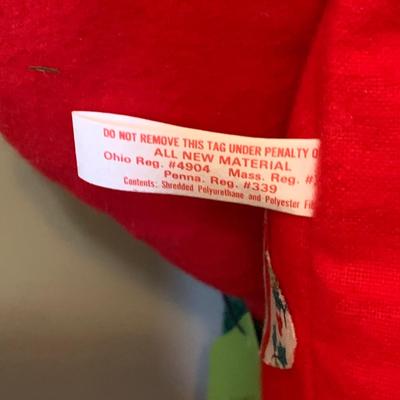 DO NOT REMOVE THIS TAG UNDER PENALTY
ALL NEW MATERIAL
Ohio Reg. #4904 Mass. Reg.
Penna. Reg. #339
Contents: Shredded Polyurethane and Polyester